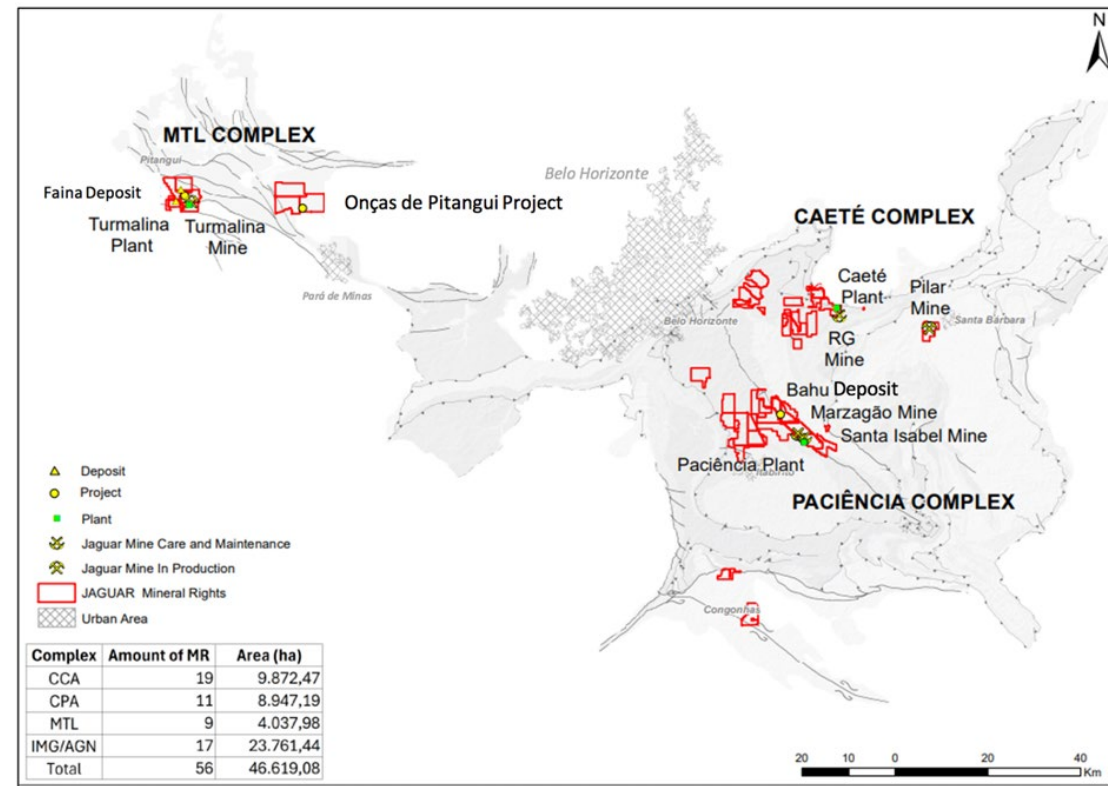 N
MTL COMPLEX
Pitangui
Faina Deposit
Turmalina
Plant
Turmalina
Mine
Onças de Pitangui Project
Pará de Minas
Belo Horizonte
Belo Horizonte
CAETÉ COMPLEX
Caeté
Plant
Pilar
Mine
Santa Bárbara
RG
Mine
Bahu Deposit
Marzagão Mine
Santa Isabel Mine
Paciência Plant
Itabirito
PACIÊNCIA COMPLEX
Congonhas
Deposit
Project
Plant
Jaguar Mine Care and Maintenance
Jaguar Mine In Production
JAGUAR Mineral Rights
Urban Area
Complex Amount of MR Area (ha)
CCA 19 9.872,47
CPA 11 8.947,19
MTL 9 4.037,98
IMG/AGN 17 23.761,44
Total 56 46.619,08
20 10 0 20 40
Km